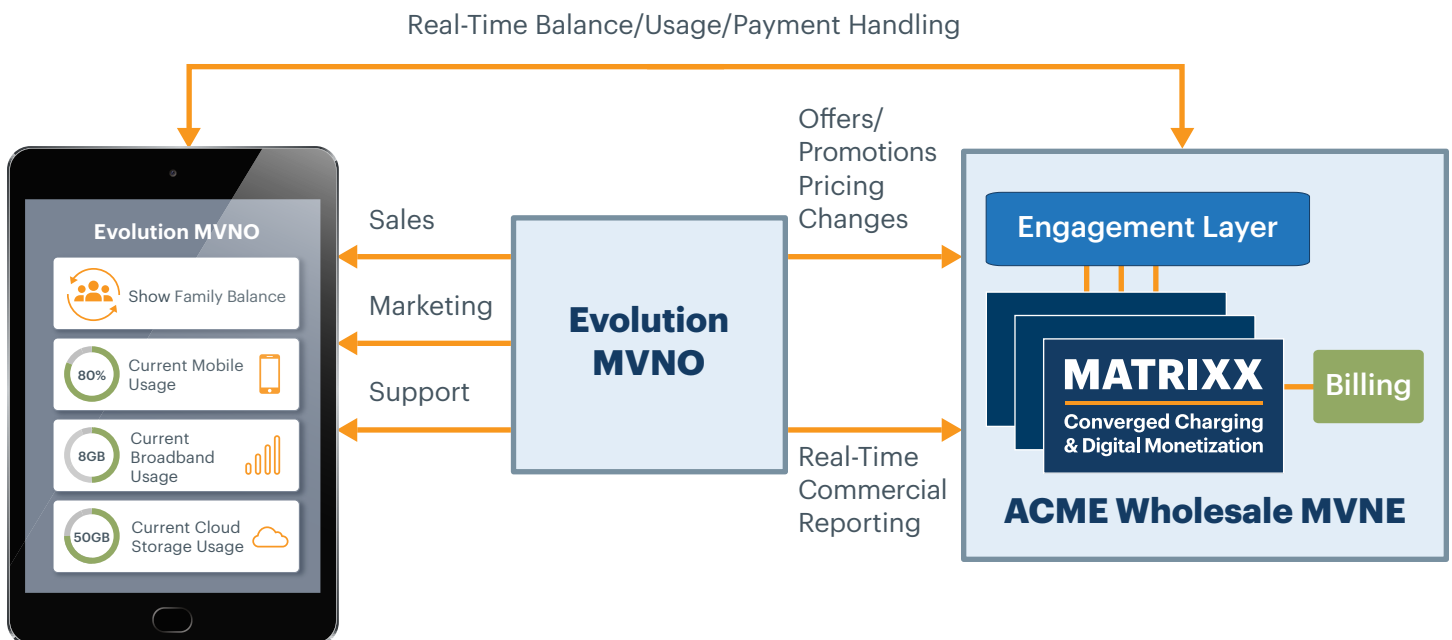 Real-Time Balance/Usage/Payment Handling
Evolution MVNO
Show Family Balance
80%
Current Mobile
Usage
8GB
Current
Broadband
Usage
50GB
Current Cloud
Storage Usage
Sales
Marketing
Support
Evolution
MVNO
Offers/
Promotions
Pricing
Changes
Real-Time
Commercial
Reporting
Engagement Layer
MATRIXX
Converged Charging
& Digital Monetization
Billing
ACME Wholesale MVNE